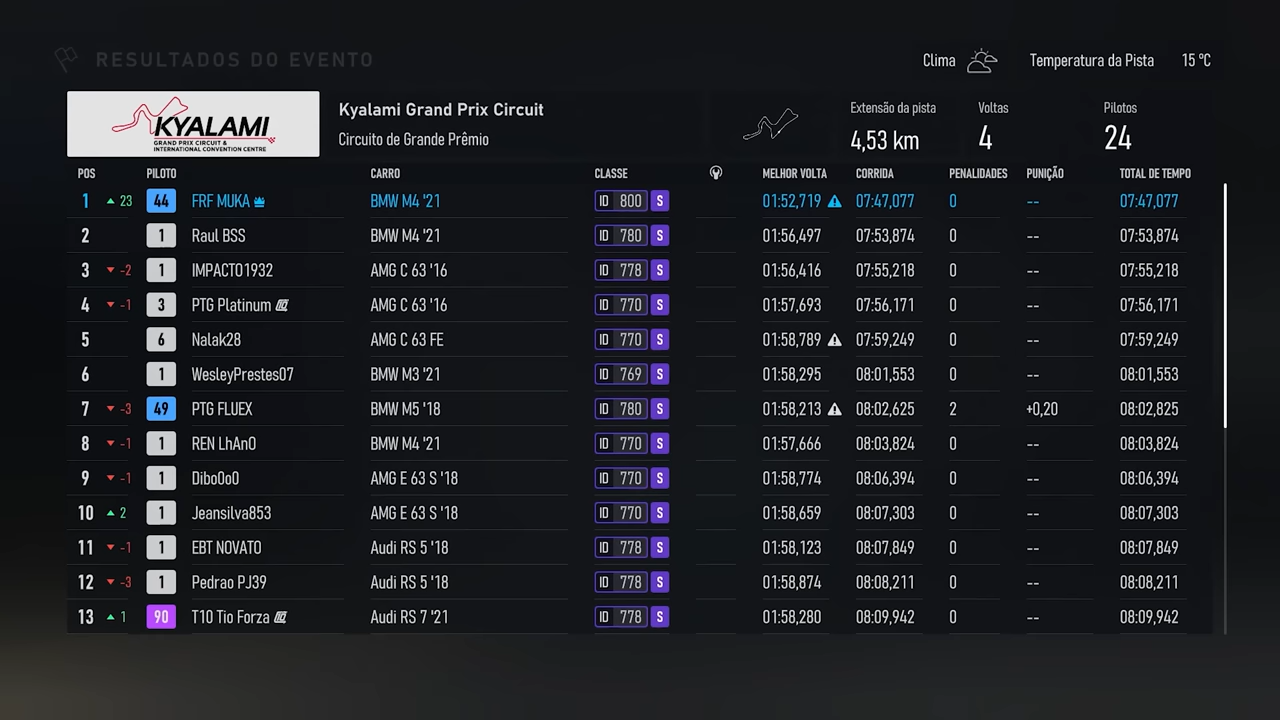 RESULTADOS DO EVENTO
Clima Temperatura da Pista 15 °C
KYALAMI
GRAND PRIX CIRCUIT &
INTERNATIONAL CONVENTION CENTRE
Kyalami Grand Prix Circuit
Circuito de Grande Prêmio
Extensão da pista Voltas Pilotos
4,53 km 4 24
POS PILOTO CARRO CLASSE MELHOR VOLTA CORRIDA PENALIDADES PUNIÇÃO TOTAL DE TEMPO
1 23 44 FRF MUKA BMW M4 '21 ID 800 S 01:52,719 07:47,077 0 -- 07:47,077
2 1 Raul BSS BMW M4 '21 ID 780 S 01:56,497 07:53,874 0 -- 07:53,874
3 -2 1 IMPACTO1932 AMG C 63 '16 ID 778 S 01:56,416 07:55,218 0 -- 07:55,218
4 -1 3 PTG Platinum AMG C 63 '16 ID 770 S 01:57,693 07:56,171 0 -- 07:56,171
5 6 Nalak28 AMG C 63 FE ID 770 S 01:58,789 07:59,249 0 -- 07:59,249
6 1 WesleyPrestes07 BMW M3 '21 ID 769 S 01:58,295 08:01,553 0 -- 08:01,553
7 -3 49 PTG FLUEX BMW M5 '18 ID 780 S 01:58,213 08:02,625 2 +0,20 08:02,825
8 -1 1 REN LhAnO BMW M4 '21 ID 770 S 01:57,666 08:03,824 0 -- 08:03,824
9 -1 1 Dibo0o0 AMG E 63 S '18 ID 770 S 01:58,774 08:06,394 0 -- 08:06,394
10 2 1 Jeansilva853 AMG E 63 S '18 ID 770 S 01:58,659 08:07,303 0 -- 08:07,303
11 -1 1 EBT NOVATO Audi RS 5 '18 ID 778 S 01:58,123 08:07,849 0 -- 08:07,849
12 -3 1 Pedrao PJ39 Audi RS 5 '18 ID 778 S 01:58,874 08:08,211 0 -- 08:08,211
13 1 90 T10 Tio Forza Audi RS 7 '21 ID 778 S 01:58,280 08:09,942 0 -- 08:09,942